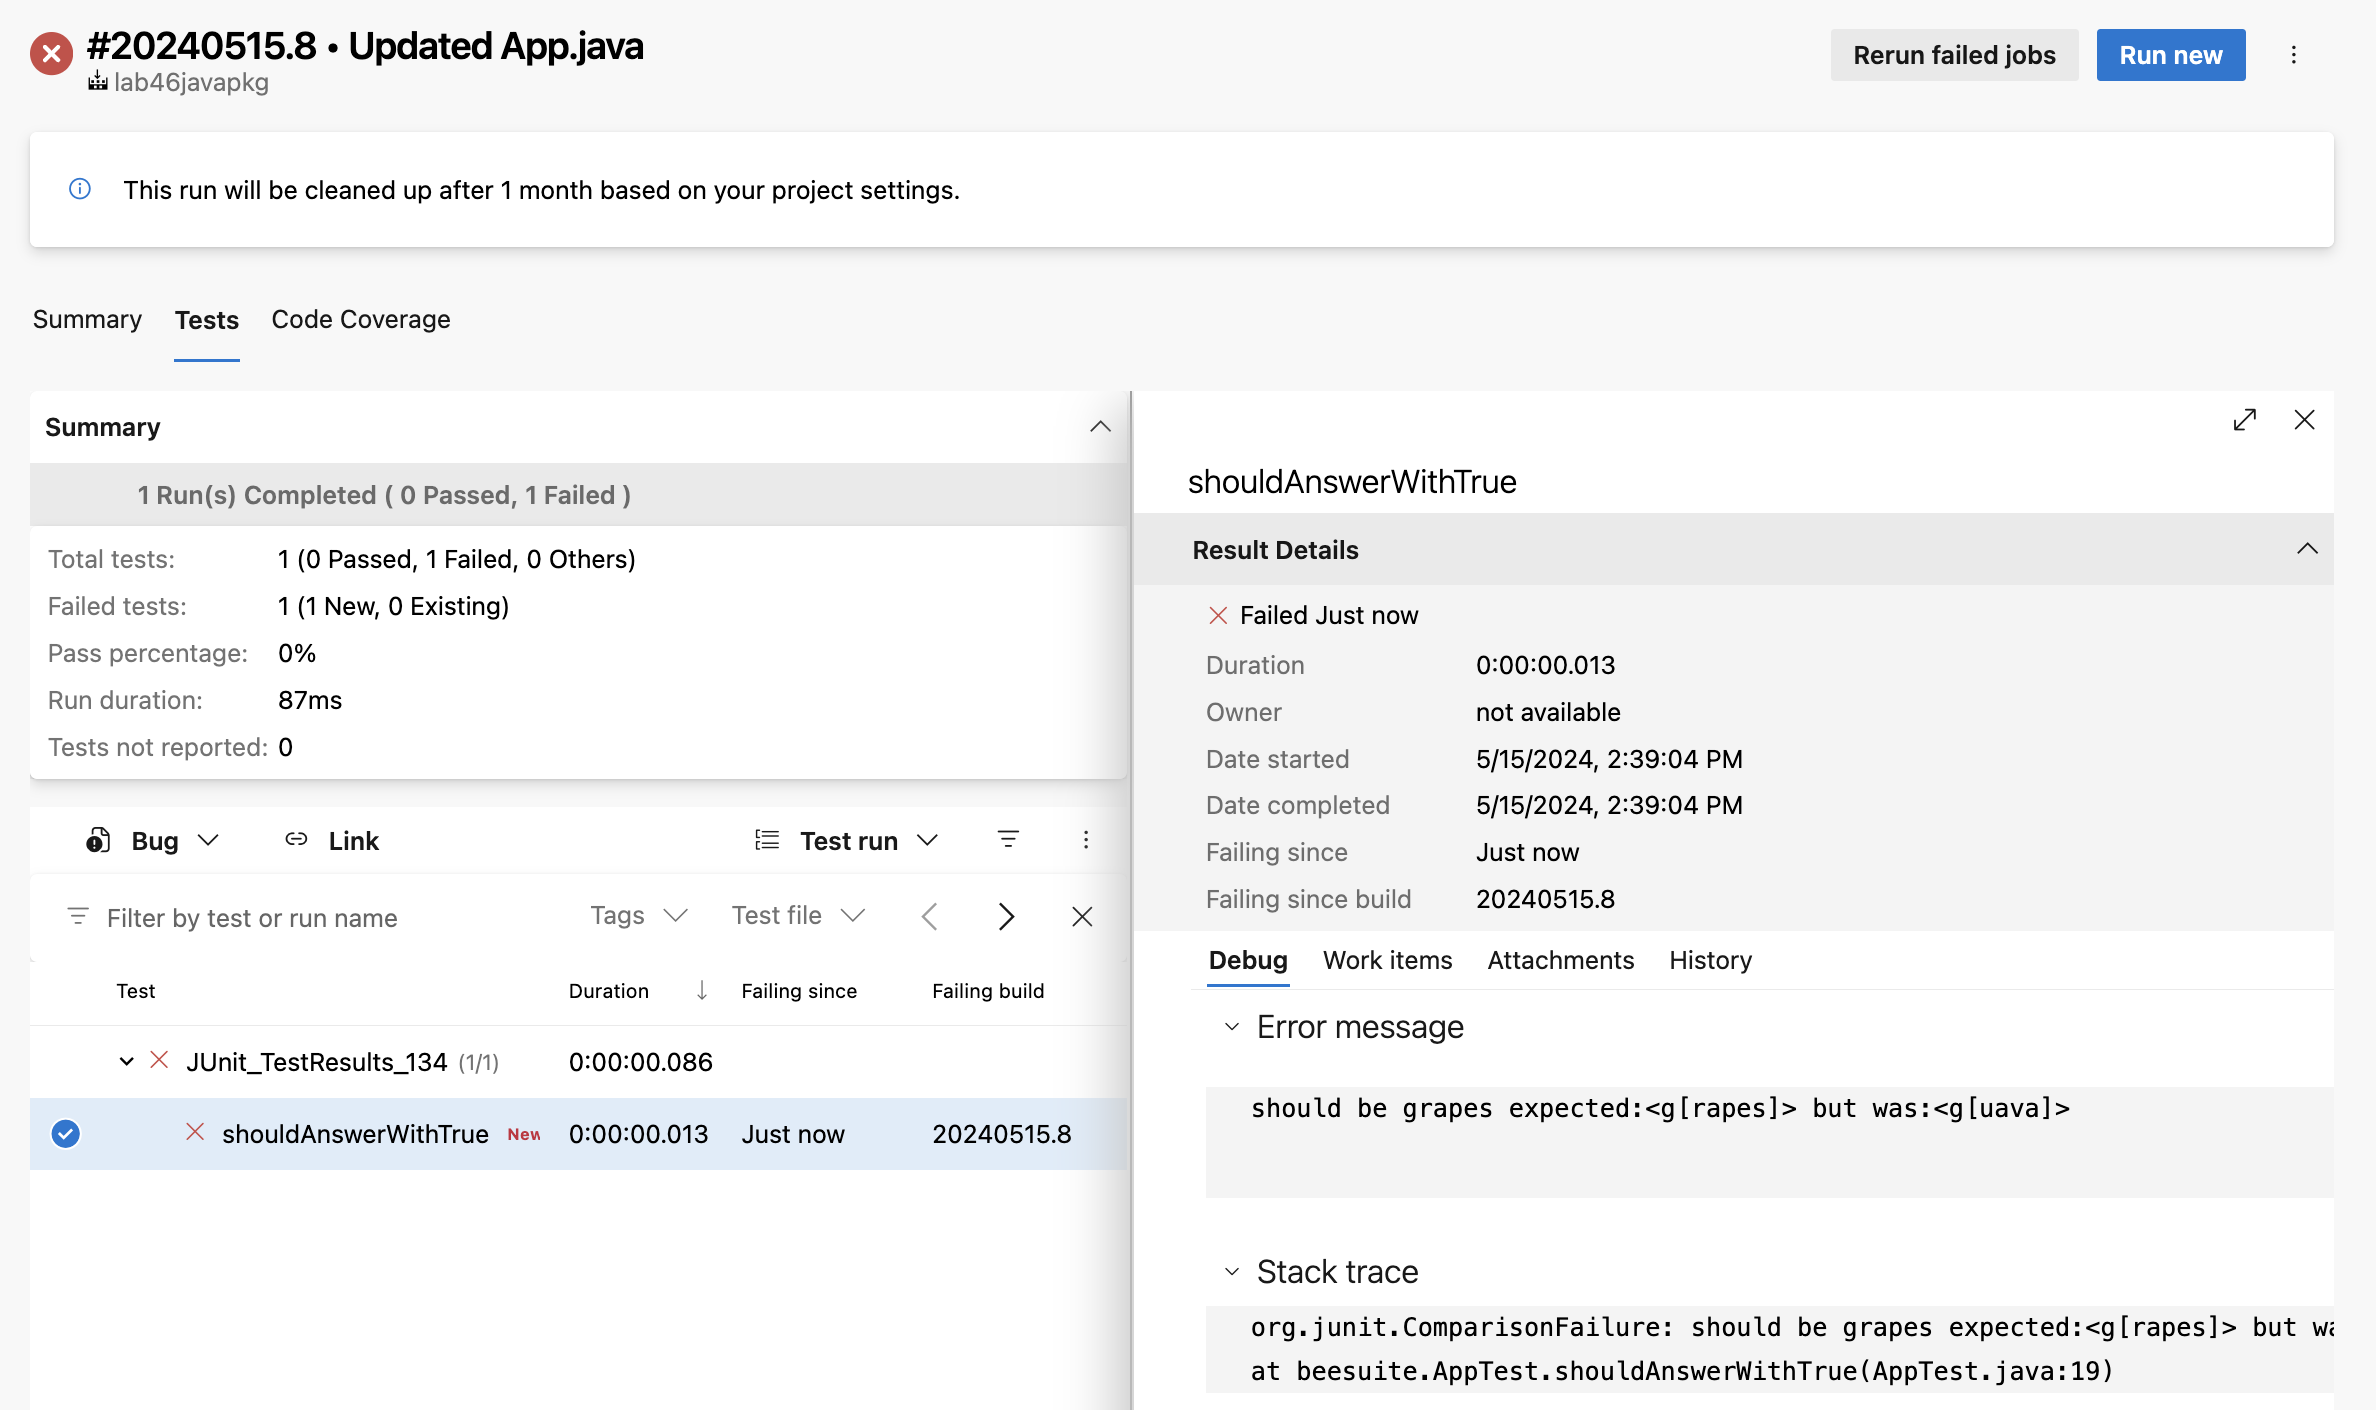 #20240515.8 • Updated App.java
lab46javapkg
Rerun failed jobs
Run new
This run will be cleaned up after 1 month based on your project settings.
Summary Tests Code Coverage
Summary
1 Run(s) Completed ( 0 Passed, 1 Failed )
Total tests: 1 (0 Passed, 1 Failed, 0 Others)
Failed tests: 1 (1 New, 0 Existing)
Pass percentage: 0%
Run duration: 87ms
Tests not reported: 0
Bug Link Test run
Filter by test or run name Tags Test file
Test Duration Failing since Failing build
JUnit_TestResults_134 (1/1) 0:00:00.086
shouldAnswerWithTrue New 0:00:00.013 Just now 20240515.8
shouldAnswerWithTrue
Result Details
Failed Just now
Duration 0:00:00.013
Owner not available
Date started 5/15/2024, 2:39:04 PM
Date completed 5/15/2024, 2:39:04 PM
Failing since Just now
Failing since build 20240515.8
Debug Work items Attachments History
Error message
should be grapes expected:<g[rapes]> but was:<g[uava]>
Stack trace
org.junit.ComparisonFailure: should be grapes expected:<g[rapes]> but
at beesuite.AppTest.shouldAnswerWithTrue(AppTest.java:19)